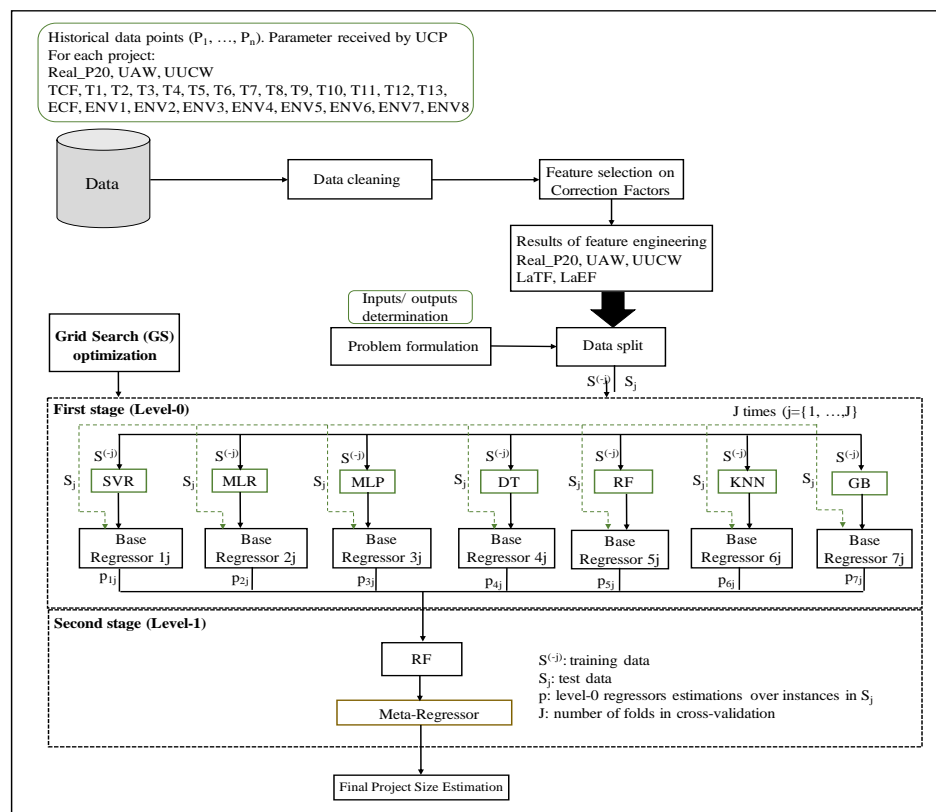 Historical data points (P1, …, Pn). Parameter received by UCP
For each project:
Real_P20, UAW, UUCW
TCF, T1, T2, T3, T4, T5, T6, T7, T8, T9, T10, T11, T12, T13,
ECF, ENV1, ENV2, ENV3, ENV4, ENV5, ENV6, ENV7, ENV8
Data
Data cleaning
Feature selection on
Correction Factors
Results of feature engineering
Real_P20, UAW, UUCW
LaTF, LaEF
Inputs/ outputs
determination
Grid Search (GS)
optimization
Problem formulation
Data split
S(-j)
Sj
First stage (Level-0)
J times (j={1, …,J}
S(-j)
S(-j)
S(-j)
S(-j)
S(-j)
S(-j)
S(-j)
Sj
SVR
Sj
MLR
Sj
MLP
Sj
DT
Sj
RF
Sj
KNN
Sj
GB
Base
Regressor 1j
Base
Regressor 2j
Base
Regressor 3j
Base
Regressor 4j
Base
Regressor 5j
Base
Regressor 6j
Base
Regressor 7j
p1j
p2j
p3j
p4j
p5j
p6j
p7j
Second stage (Level-1)
RF
Meta-Regressor
S(-j): training data
Sj: test data
p: level-0 regressors estimations over instances in Sj
J: number of folds in cross-validation
Final Project Size Estimation